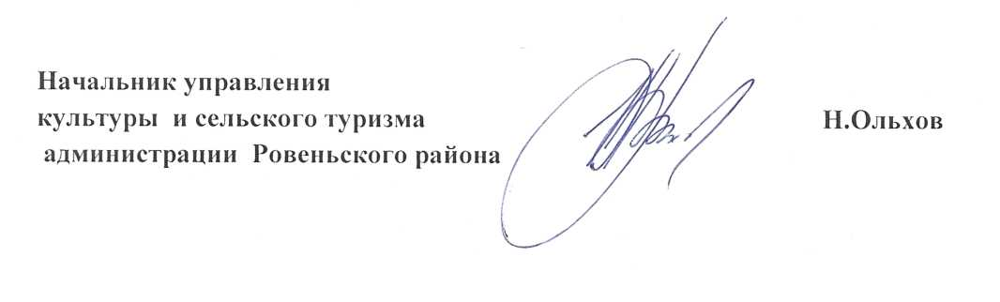 Начальник управления
культуры и сельского туризма Н.Ольхов
администрации Ровеньского района